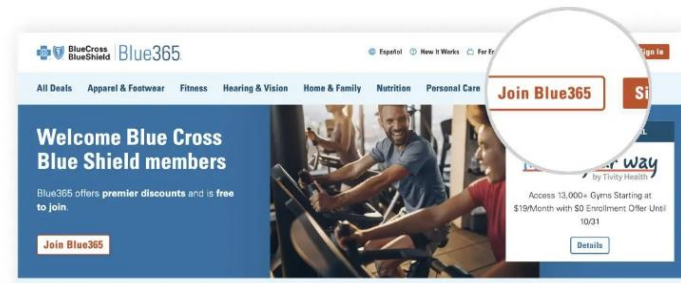 BlueCross
BlueShield
Blue365
Español
How It Works
Sign In
All Deals
Apparel & Footwear
Fitness
Hearing & Vision
Home & Family
Nutrition
Personal Care
Join Blue365
Welcome Blue Cross
Blue Shield members
Blue365 offers premier discounts and is free
to join.
Join Blue365
Way
by Tivity Health
Access 13,000+ Gyms Starting at
$19/Month with $0 Enrollment Offer Until
10/31
Details